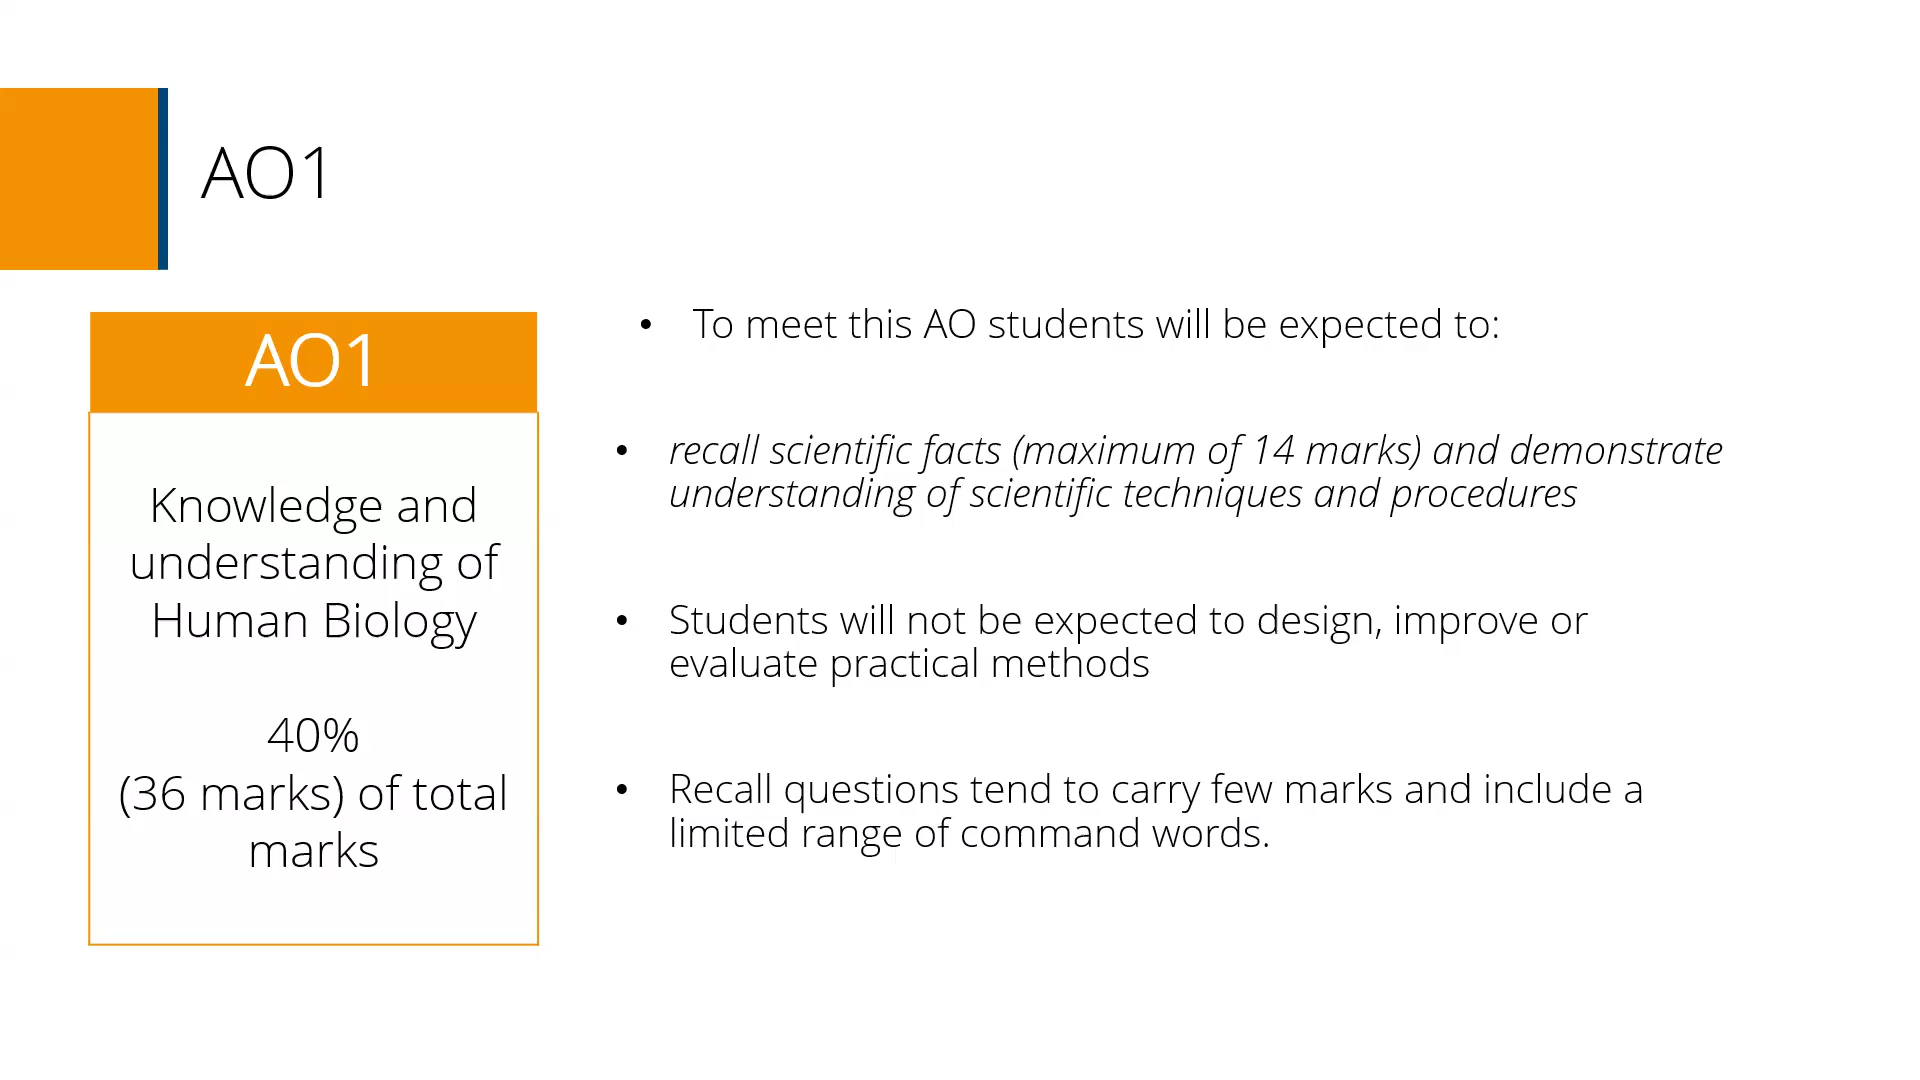 AO1
AO1
Knowledge and
understanding of
Human Biology
40%
(36 marks) of total
marks
• To meet this AO students will be expected to:
• recall scientific facts (maximum of 14 marks) and demonstrate
understanding of scientific techniques and procedures
• Students will not be expected to design, improve or
evaluate practical methods
• Recall questions tend to carry few marks and include a
limited range of command words.